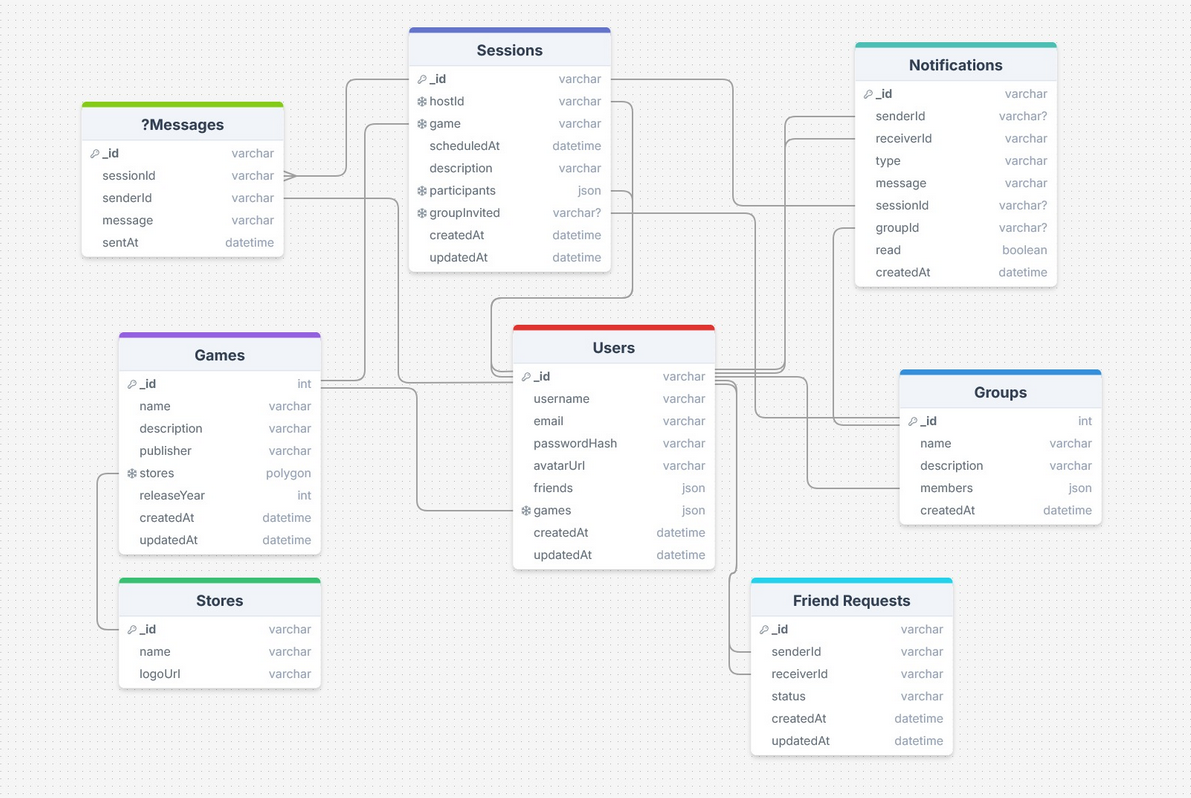 Sessions
_id varchar
hostId varchar
game varchar
scheduledAt datetime
description varchar
participants json
groupInvited varchar?
createdAt datetime
updatedAt datetime
Notifications
_id varchar
senderId varchar?
receiverId varchar
type varchar
message varchar
sessionId varchar?
groupId varchar?
read boolean
createdAt datetime
?Messages
_id varchar
sessionId varchar
senderId varchar
message varchar
sentAt datetime
Games
_id int
name varchar
description varchar
publisher varchar
stores polygon
releaseYear int
createdAt datetime
updatedAt datetime
Users
_id varchar
username varchar
email varchar
passwordHash varchar
avatarUrl varchar
friends json
games json
createdAt datetime
updatedAt datetime
Groups
_id int
name varchar
description varchar
members json
createdAt datetime
Stores
_id varchar
name varchar
logoUrl varchar
Friend Requests
_id varchar
senderId varchar
receiverId varchar
status varchar
createdAt datetime
updatedAt datetime